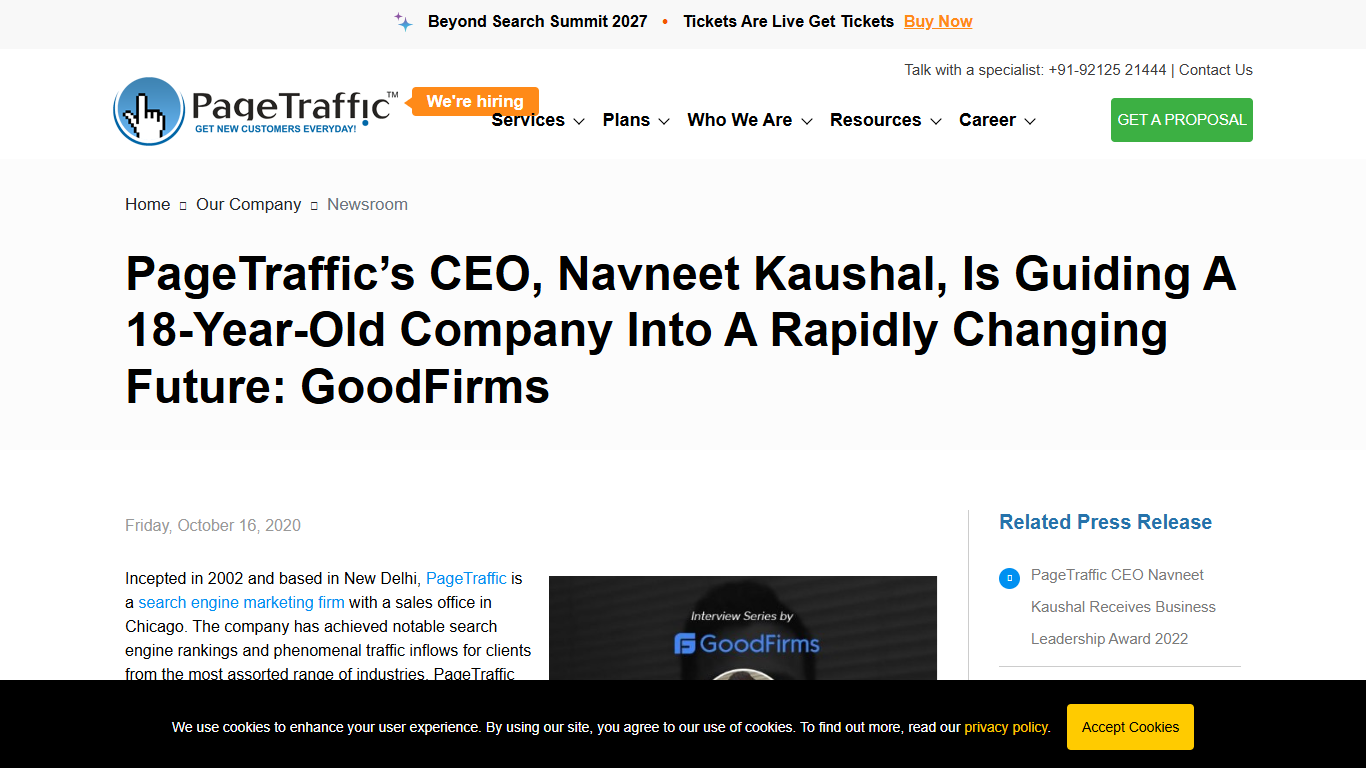 Beyond Search Summit 2027 • Tickets Are Live Get Tickets Buy Now
Talk with a specialist: +91-92125 21444 | Contact Us
PageTraffic™
GET NEW CUSTOMERS EVERYDAY!
We're hiring
Services Plans Who We Are Resources Career
GET A PROPOSAL
Home Our Company Newsroom
PageTraffic’s CEO, Navneet Kaushal, Is Guiding A
18-Year-Old Company Into A Rapidly Changing
Future: GoodFirms
Friday, October 16, 2020
Incepted in 2002 and based in New Delhi, PageTraffic is
a search engine marketing firm with a sales office in
Chicago. The company has achieved notable search
engine rankings and phenomenal traffic inflows for clients
from the most assorted range of industries. PageTraffic
Interview Series by
GoodFirms
Related Press Release
PageTraffic CEO Navneet
Kaushal Receives Business
Leadership Award 2022
We use cookies to enhance your user experience. By using our site, you agree to our use of cookies. To find out more, read our privacy policy.
Accept Cookies